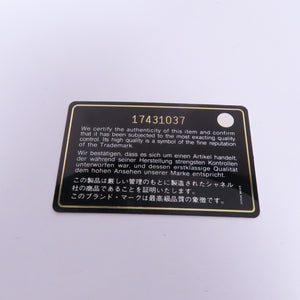 17431037
We certify the authenticity of this item and confirm
that it has been subjected to the most exacting quality
control. Its high quality is a symbol of the fine reputation
of the Trademark.
Wir bestätigen, dass es sich um einen Artikel handelt,
der während seiner Herstellung strengsten Kontrollen
unterworfen war, und dessen erstklassige Qualität
dem hohen Ansehen unserer Marke entspricht.
この製品は厳しい管理のもとに製造されたシャネル
社の商品であることを証明いたします。
このブランド・マークは最高級品質の象徴です。